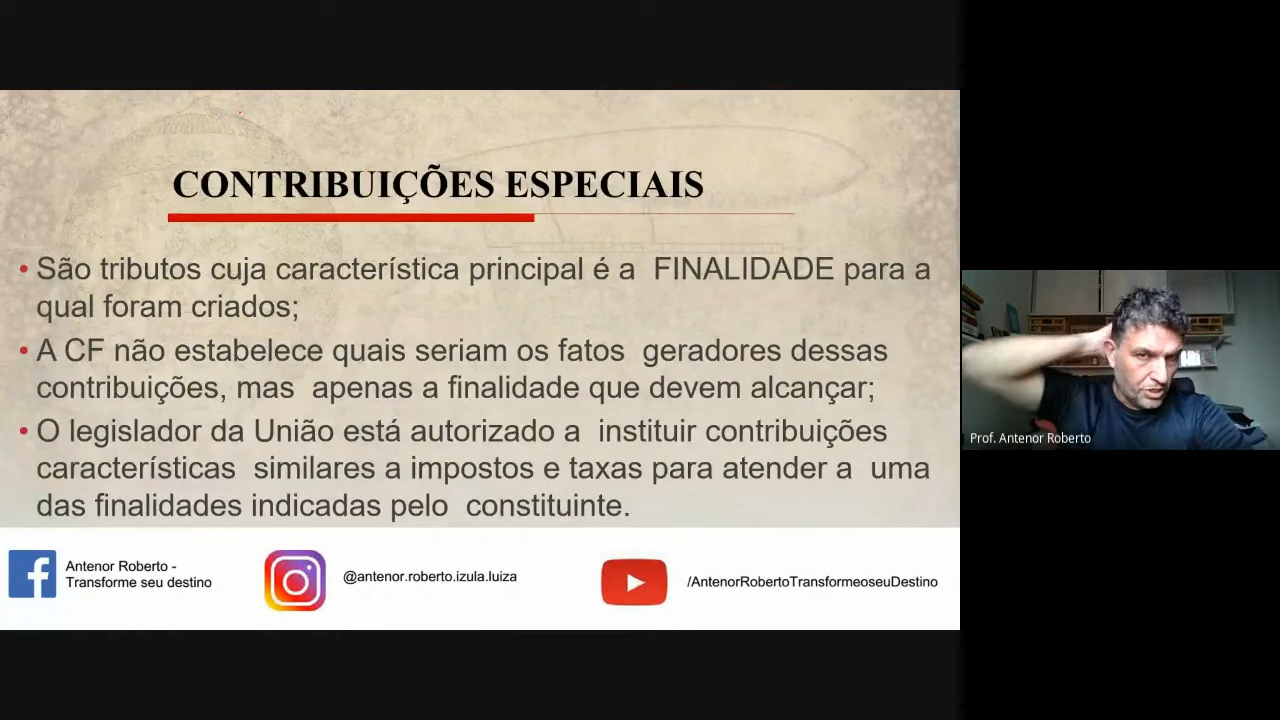 CONTRIBUIÇÕES ESPECIAIS
• São tributos cuja característica principal é a FINALIDADE para a
qual foram criados;
• A CF não estabelece quais seriam os fatos geradores dessas
contribuições, mas apenas a finalidade que devem alcançar;
• O legislador da União está autorizado a instituir contribuições
características similares a impostos e taxas para atender a uma
das finalidades indicadas pelo constituinte.
Antenor Roberto -
Transforme seu destino
@antenor.roberto.izula.luiza
/AntenorRobertoTransformeoseuDestino
Prof. Antenor Roberto